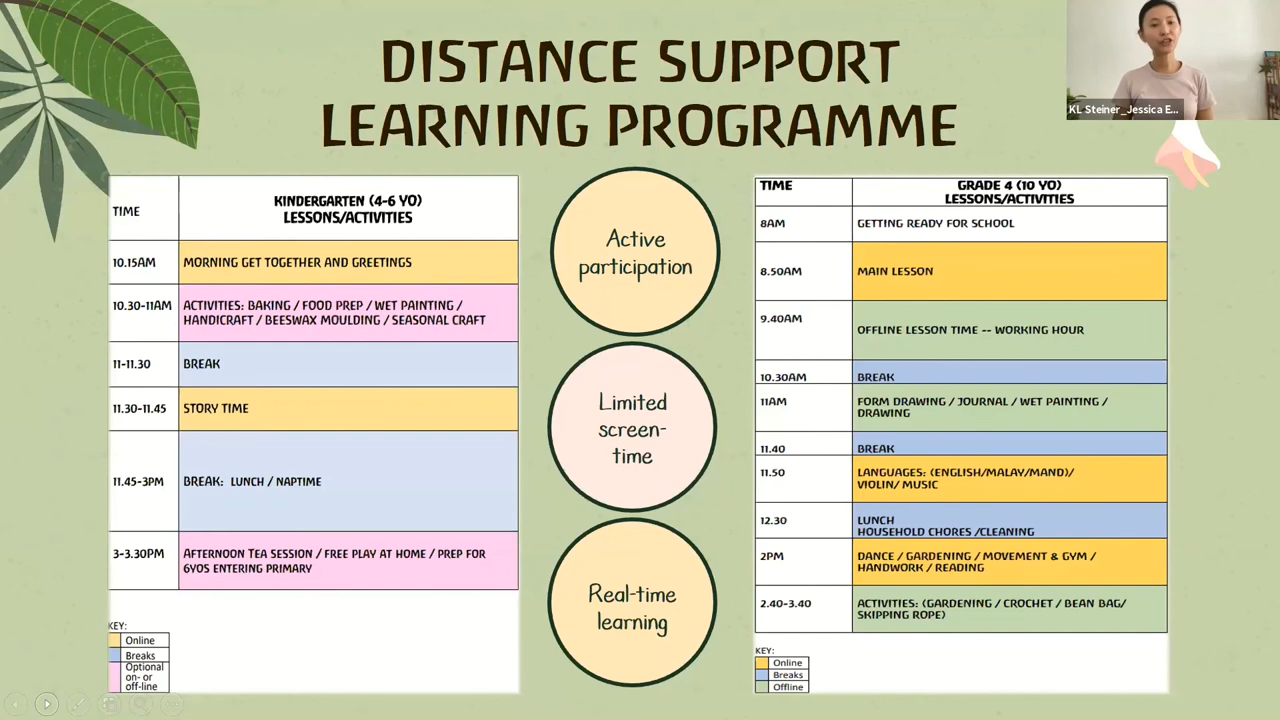 DISTANCE SUPPORT
LEARNING PROGRAMME
KL Steiner_Jessica E...
TIME
KINDERGARTEN (4-6 YO)
LESSONS/ACTIVITIES
10.15AM
MORNING GET TOGETHER AND GREETINGS
10.30-11AM
ACTIVITIES: BAKING / FOOD PREP / WET PAINTING /
HANDICRAFT / BEESWAX MOULDING / SEASONAL CRAFT
11-11.30
BREAK
11.30-11.45
STORY TIME
11.45-3PM
BREAK: LUNCH / NAPTIME
3-3.30PM
AFTERNOON TEA SESSION / FREE PLAY AT HOME / PREP FOR
6YOS ENTERING PRIMARY
KEY:
Online
Breaks
Optional
on- or
off-line
Active
participation
Limited
screen-
time
Real-time
learning
TIME
GRADE 4 (10 YO)
LESSONS/ACTIVITIES
8AM
GETTING READY FOR SCHOOL
8.50AM
MAIN LESSON
9.40AM
OFFLINE LESSON TIME -- WORKING HOUR
10.30AM
BREAK
11AM
FORM DRAWING / JOURNAL / WET PAINTING /
DRAWING
11.40
BREAK
11.50
LANGUAGES: (ENGLISH/MALAY/MAND)/
VIOLIN/ MUSIC
12.30
LUNCH
HOUSEHOLD CHORES /CLEANING
2PM
DANCE / GARDENING / MOVEMENT & GYM /
HANDWORK / READING
2.40-3.40
ACTIVITIES: (GARDENING / CROCHET / BEAN BAG/
SKIPPING ROPE)
KEY:
Online
Breaks
Offline